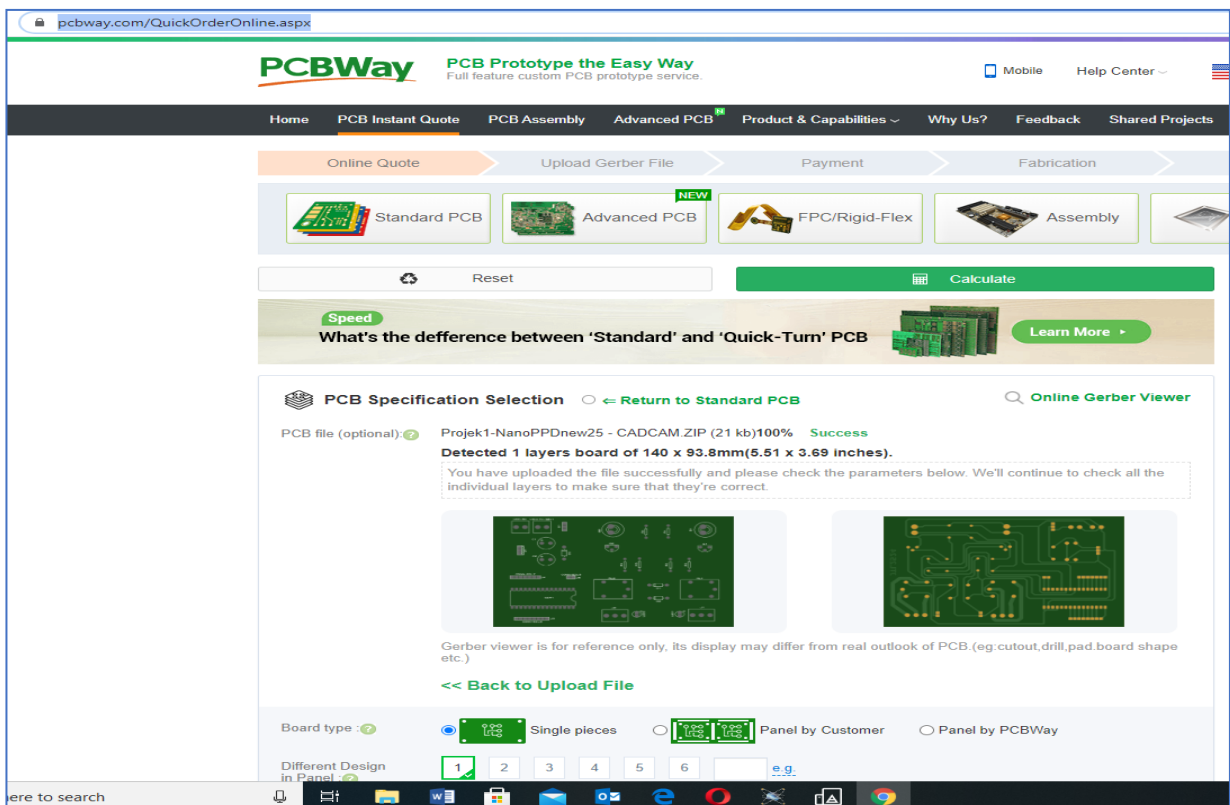 pcbway.com/QuickOrderOnline.aspx
PCBWay
PCB Prototype the Easy Way
Full feature custom PCB prototype service.
Mobile
Help Center
Home
PCB Instant Quote
PCB Assembly
Advanced PCB
N
Product & Capabilities
Why Us?
Feedback
Shared Projects
Online Quote
Upload Gerber File
Payment
Fabrication
Standard PCB
NEW
Advanced PCB
FPC/Rigid-Flex
Assembly
Reset
Calculate
Speed
What's the defference between ‘Standard’ and ‘Quick-Turn’ PCB
Learn More
PCB Specification Selection
⇐ Return to Standard PCB
Online Gerber Viewer
PCB file (optional):?
Projek1-NanoPPDnew25 - CADCAM.ZIP (21 kb)100% Success
Detected 1 layers board of 140 x 93.8mm(5.51 x 3.69 inches).
You have uploaded the file successfully and please check the parameters below. We'll continue to check all the
individual layers to make sure that they're correct.
Gerber viewer is for reference only, its display may differ from real outlook of PCB.(eg:cutout,drill,pad.board shape
etc.)
<< Back to Upload File
Board type :?
Single pieces
Panel by Customer
Panel by PCBWay
Different Design
in Panel :?
1
2
3
4
5
6
e.g.
here to search